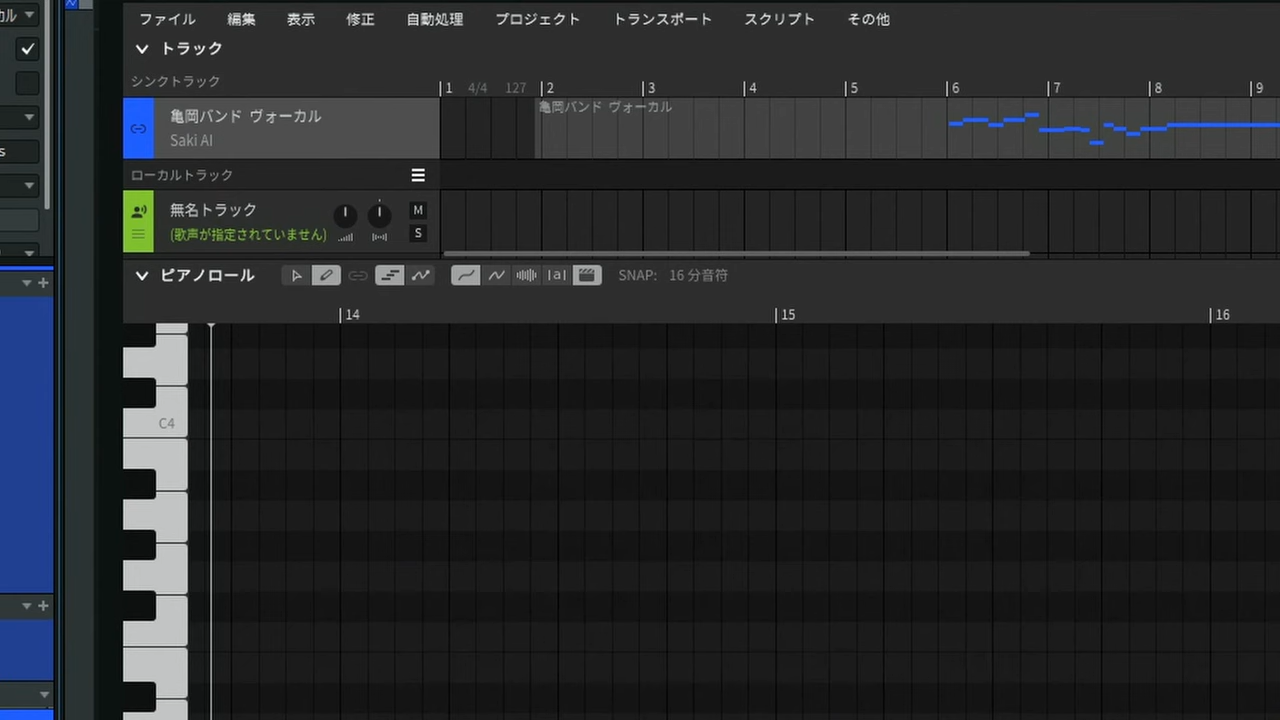 ファイル 編集 表示 修正 自動処理 プロジェクト トランスポート スクリプト その他
トラック
シンクトラック
1 4/4 127 2 3 4 5 6 7 8 9
亀岡バンド ヴォーカル
Saki AI
亀岡バンド ヴォーカル
ローカルトラック
無名トラック
(歌声が指定されていません)
M
S
ピアノロール
SNAP: 16 分音符
14 15 16
C4